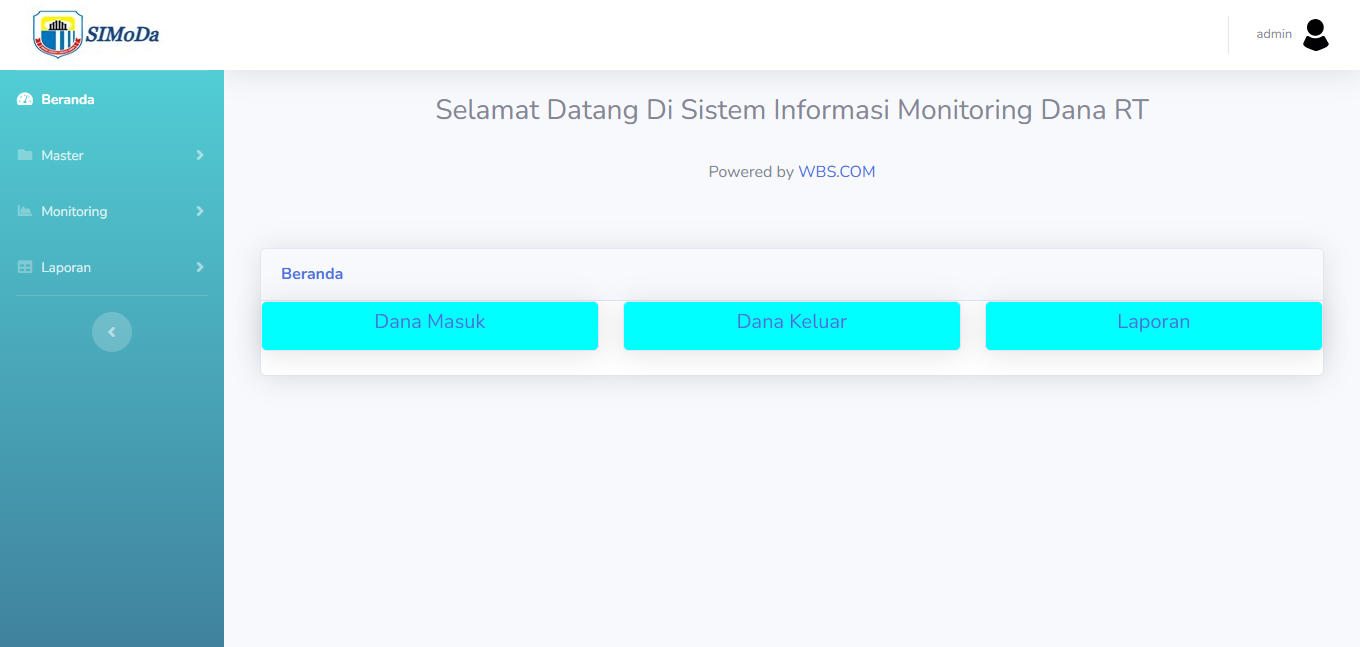 SIMoDa
admin
Beranda
Master
Monitoring
Laporan
Selamat Datang Di Sistem Informasi Monitoring Dana RT
Powered by WBS.COM
Beranda
Dana Masuk
Dana Keluar
Laporan